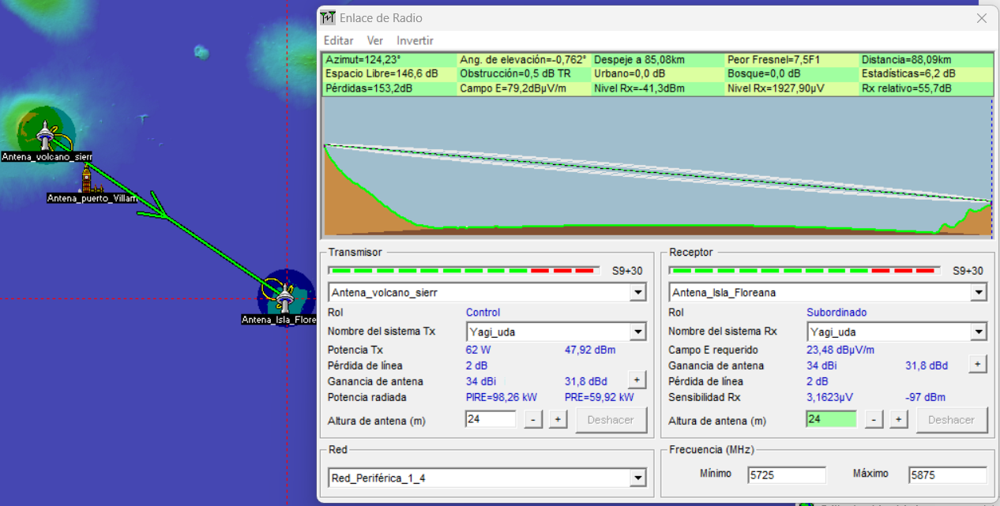 Enlace de Radio
Editar Ver Invertir
Azimut=124,23° Ang. de elevación=-0,762° Despeje a 85,08km Peor Fresnel=7,5F1 Distancia=88,09km
Espacio Libre=146,6 dB Obstrucción=0,5 dB TR Urbano=0,0 dB Bosque=0,0 dB Estadísticas=6,2 dB
Pérdidas=153,2dB Campo E=79,2dBµV/m Nivel Rx=-41,3dBm Nivel Rx=1927,90µV Rx relativo=55,7dB
Antena_volcano_sierr
Antena_puerto_Villam
Antena_Isla_Flore
Transmisor
S9+30
Antena_volcano_sierr
Rol Control
Nombre del sistema Tx Yagi_uda
Potencia Tx 62 W 47,92 dBm
Pérdida de línea 2 dB
Ganancia de antena 34 dBi 31,8 dBd +
Potencia radiada PIRE=98,26 kW PRE=59,92 kW
Altura de antena (m) 24 - + Deshacer
Red
Red_Periférica_1_4
Receptor
S9+30
Antena_Isla_Floreana
Rol Subordinado
Nombre del sistema Rx Yagi_uda
Campo E requerido 23,48 dBµV/m
Ganancia de antena 34 dBi 31,8 dBd +
Pérdida de línea 2 dB
Sensibilidad Rx 3,1623µV -97 dBm
Altura de antena (m) 24 - + Deshacer
Frecuencia (MHz)
Mínimo 5725 Máximo 5875